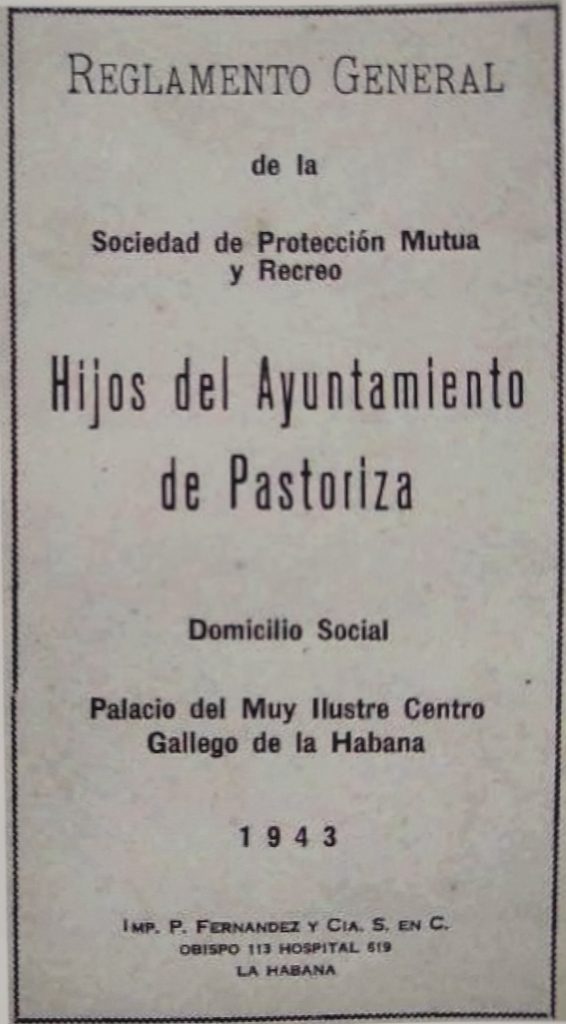 REGLAMENTO GENERAL
de la
Sociedad de Protección Mutua
y Recreo
Hijos del Ayuntamiento
de Pastoriza
Domicilio Social
Palacio del Muy Ilustre Centro
Gallego de la Habana
1943
IMP. P. FERNANDEZ Y CIA. S. EN C.
OBISPO 113 HOSPITAL 619
LA HABANA